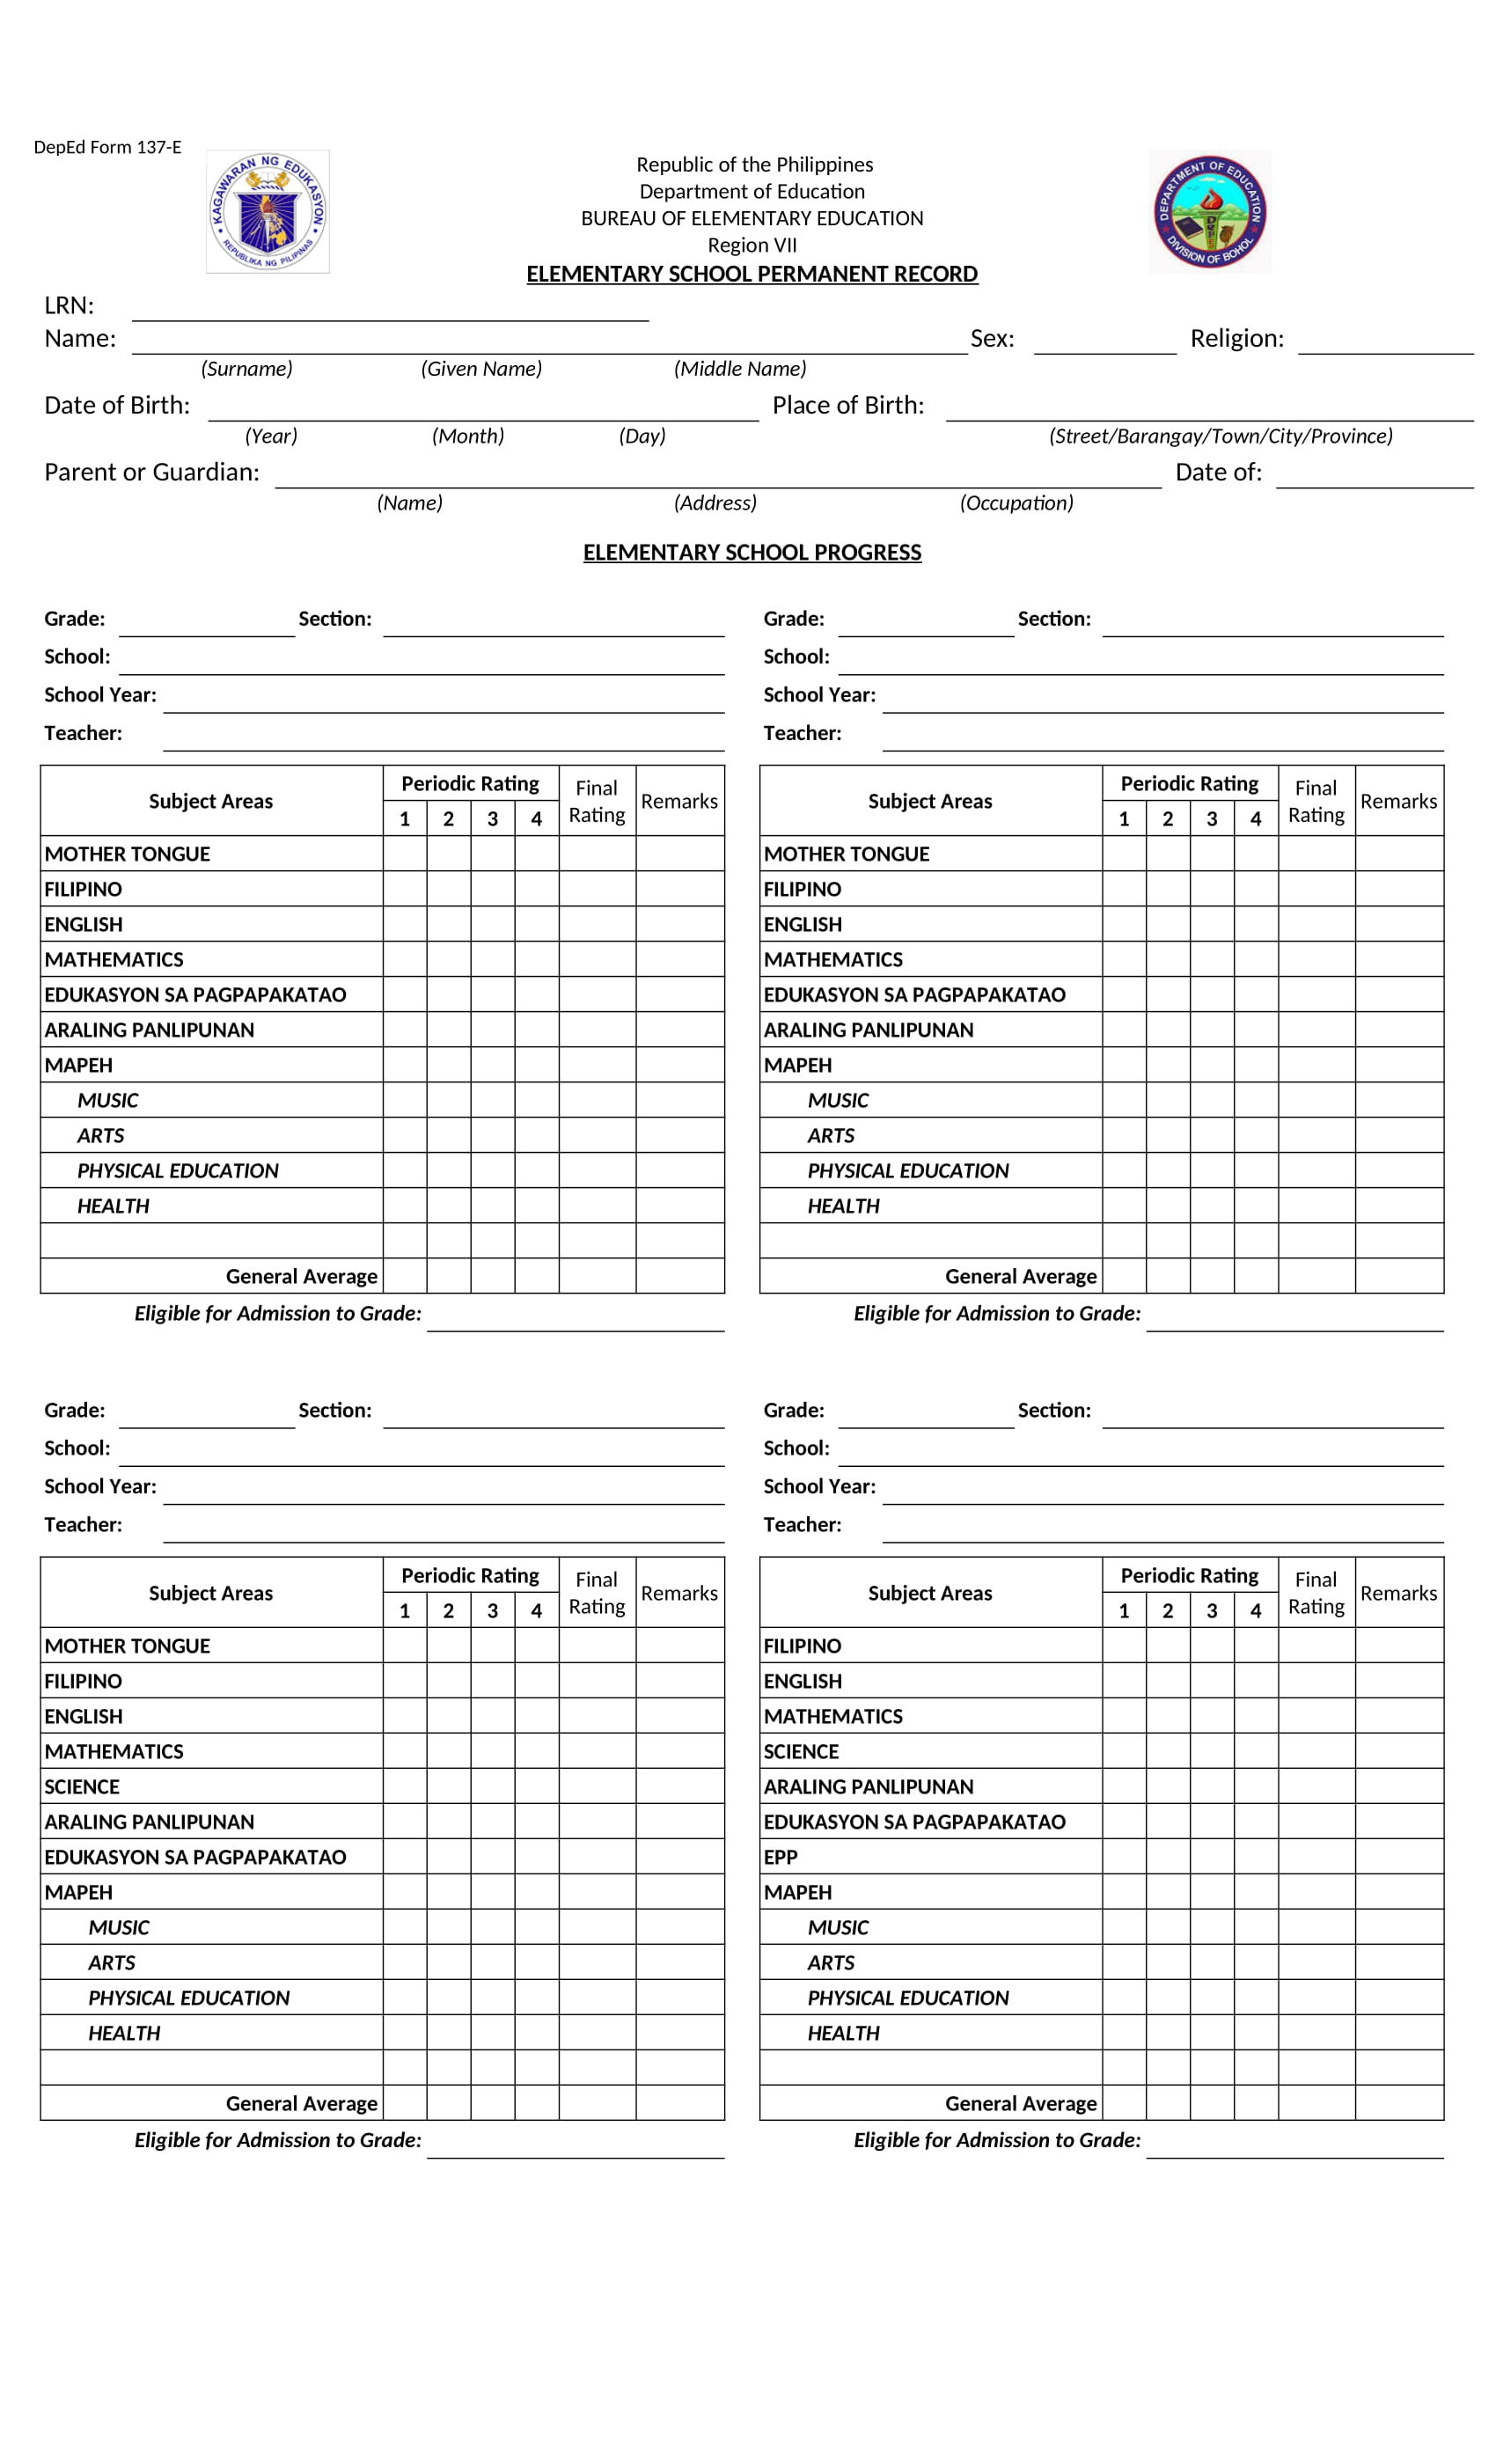 DepEd Form 137-E
KAGAWARAN NG EDUKASYON
REPUBLIKA NG PILIPINAS
Republic of the Philippines
Department of Education
BUREAU OF ELEMENTARY EDUCATION
Region VII
ELEMENTARY SCHOOL PERMANENT RECORD
DEPARTMENT OF EDUCATION
DepEd
DIVISION OF BOHOL
LRN:
Name: Sex: Religion:
(Surname) (Given Name) (Middle Name)
Date of Birth: Place of Birth:
(Year) (Month) (Day) (Street/Barangay/Town/City/Province)
Parent or Guardian: Date of:
(Name) (Address) (Occupation)
ELEMENTARY SCHOOL PROGRESS
Grade: Section:
School:
School Year:
Teacher:
Subject Areas Periodic Rating Final Rating Remarks
1 2 3 4
MOTHER TONGUE
FILIPINO
ENGLISH
MATHEMATICS
EDUKASYON SA PAGPAPAKATAO
ARALING PANLIPUNAN
MAPEH
MUSIC
ARTS
PHYSICAL EDUCATION
HEALTH
General Average
Eligible for Admission to Grade:
Grade: Section:
School:
School Year:
Teacher:
Subject Areas Periodic Rating Final Rating Remarks
1 2 3 4
MOTHER TONGUE
FILIPINO
ENGLISH
MATHEMATICS
EDUKASYON SA PAGPAPAKATAO
ARALING PANLIPUNAN
MAPEH
MUSIC
ARTS
PHYSICAL EDUCATION
HEALTH
General Average
Eligible for Admission to Grade:
Grade: Section:
School:
School Year:
Teacher:
Subject Areas Periodic Rating Final Rating Remarks
1 2 3 4
MOTHER TONGUE
FILIPINO
ENGLISH
MATHEMATICS
SCIENCE
ARALING PANLIPUNAN
EDUKASYON SA PAGPAPAKATAO
MAPEH
MUSIC
ARTS
PHYSICAL EDUCATION
HEALTH
General Average
Eligible for Admission to Grade:
Grade: Section:
School:
School Year:
Teacher:
Subject Areas Periodic Rating Final Rating Remarks
1 2 3 4
FILIPINO
ENGLISH
MATHEMATICS
SCIENCE
ARALING PANLIPUNAN
EDUKASYON SA PAGPAPAKATAO
EPP
MAPEH
MUSIC
ARTS
PHYSICAL EDUCATION
HEALTH
General Average
Eligible for Admission to Grade: